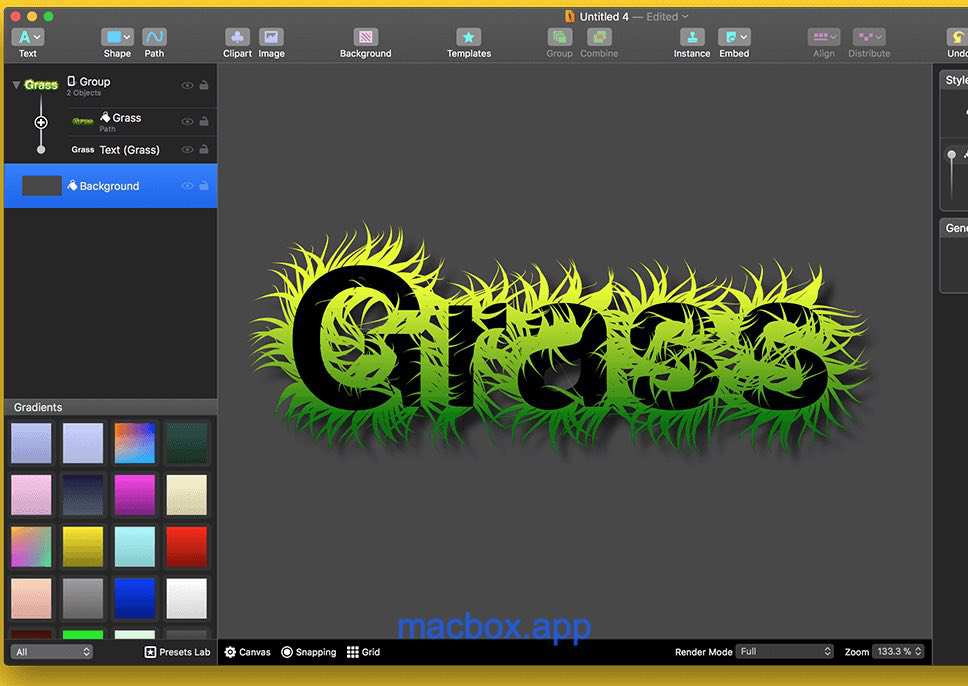 Untitled 4 — Edited
Text
Shape
Path
Clipart
Image
Background
Templates
Group
Combine
Instance
Embed
Align
Distribute
Undo
Grass
Group
2 Objects
Grass
Grass
Path
Grass
Text (Grass)
Background
Style
Gene
Grass
Gradients
macbox.app
All
Presets Lab
Canvas
Snapping
Grid
Render Mode
Full
Zoom
133.3 %